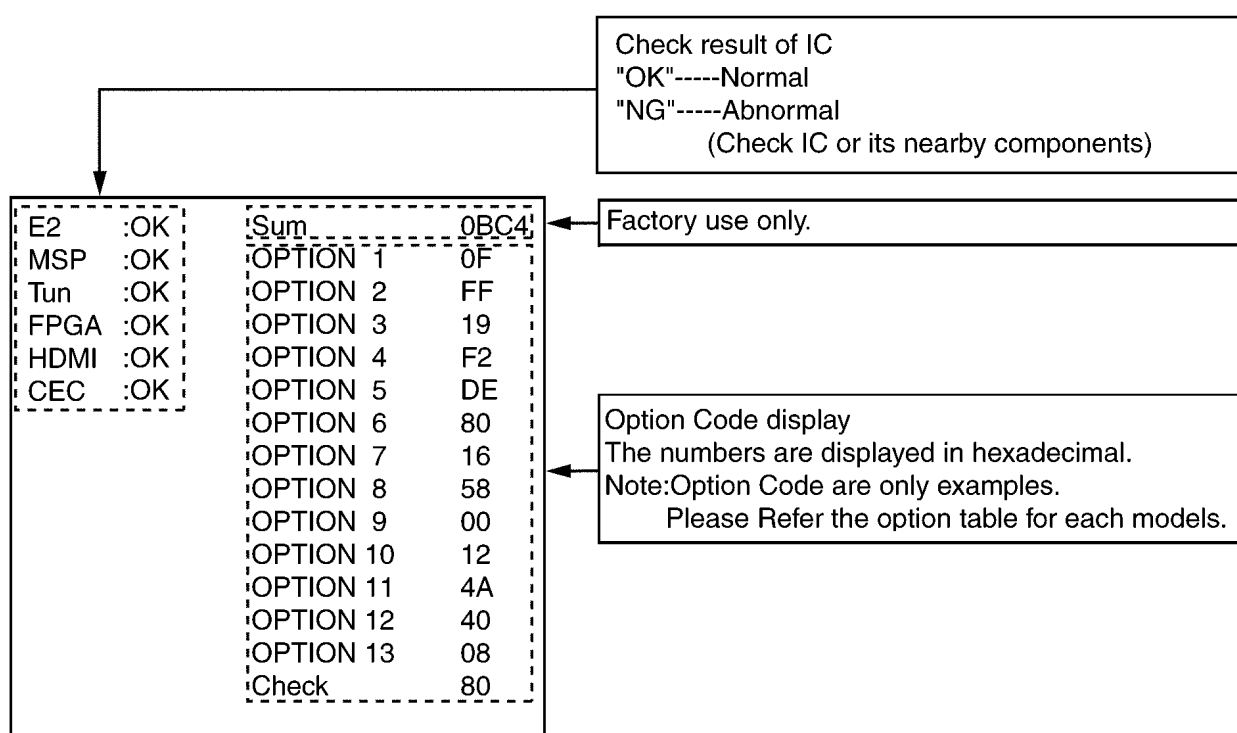 Check result of IC
"OK"-----Normal
"NG"-----Abnormal
(Check IC or its nearby components)
E2 :OK
MSP :OK
Tun :OK
FPGA :OK
HDMI :OK
CEC :OK
Sum 0BC4
OPTION 1 0F
OPTION 2 FF
OPTION 3 19
OPTION 4 F2
OPTION 5 DE
OPTION 6 80
OPTION 7 16
OPTION 8 58
OPTION 9 00
OPTION 10 12
OPTION 11 4A
OPTION 12 40
OPTION 13 08
Check 80
Factory use only.
Option Code display
The numbers are displayed in hexadecimal.
Note:Option Code are only examples.
Please Refer the option table for each models.